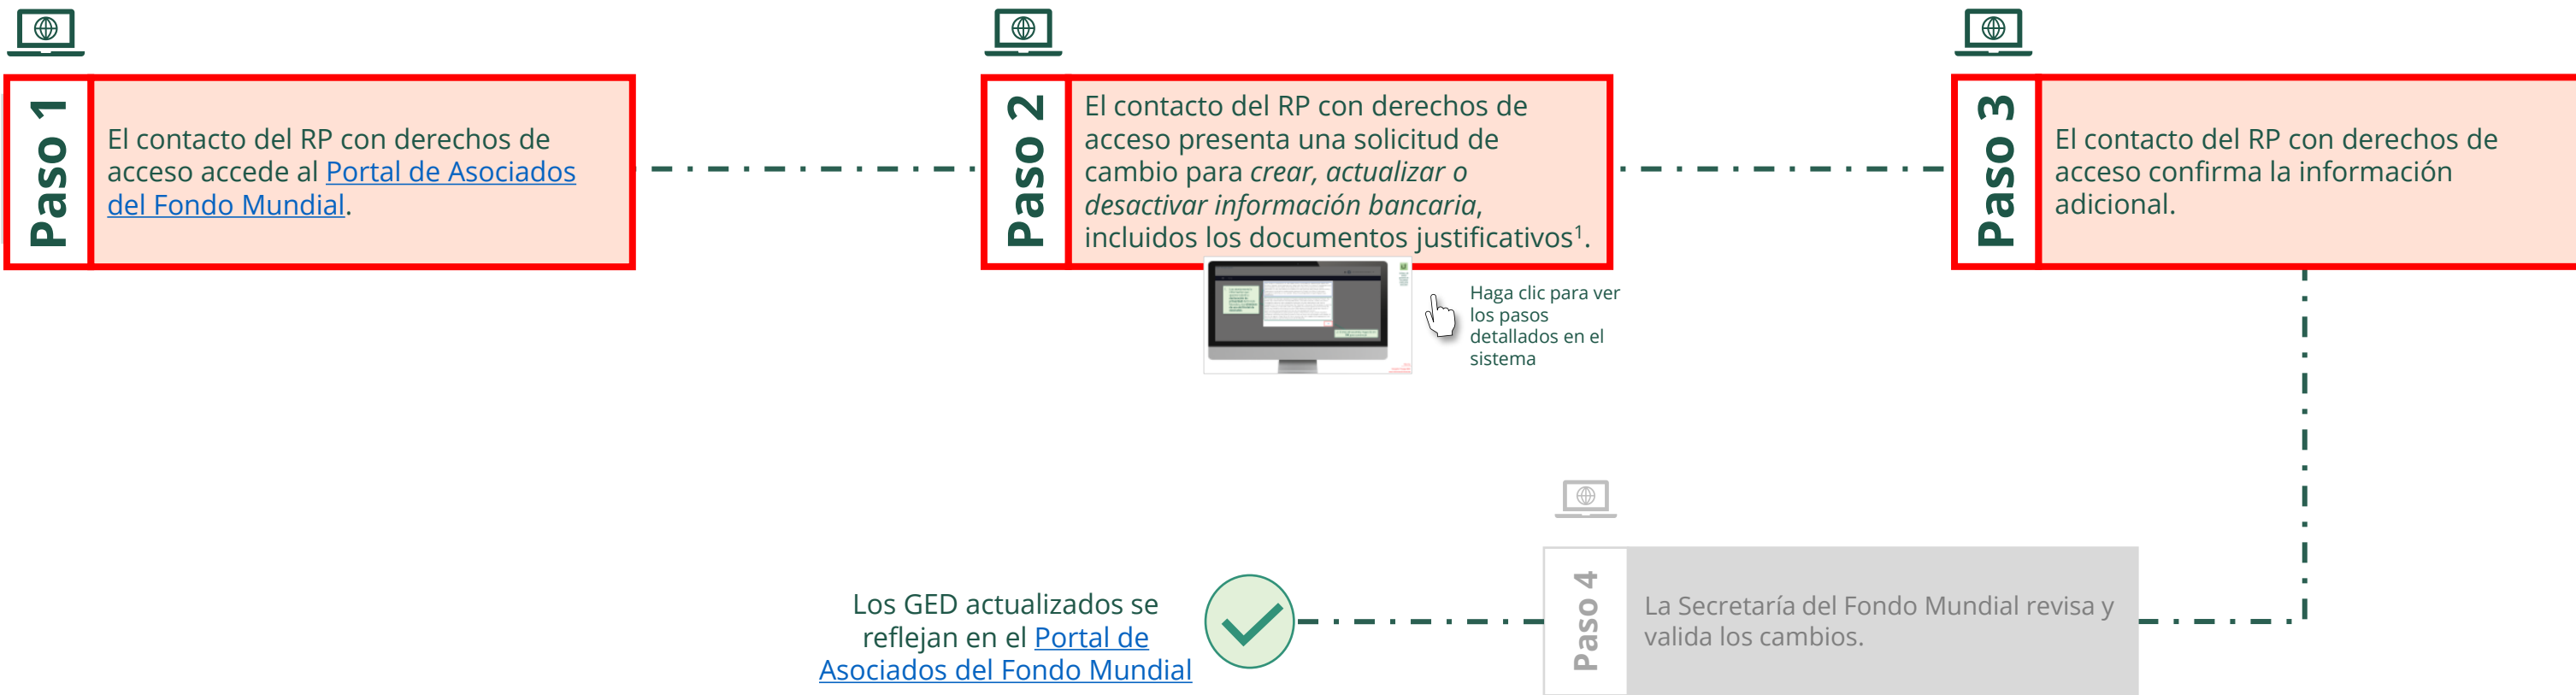 Paso 1
El contacto del RP con derechos de
acceso accede al Portal de Asociados
del Fondo Mundial.
Paso 2
El contacto del RP con derechos de
acceso presenta una solicitud de
cambio para crear, actualizar o
desactivar información bancaria,
incluidos los documentos justificativos¹.
Haga clic para ver
los pasos
detallados en el
sistema
Paso 3
El contacto del RP con derechos de
acceso confirma la información
adicional.
Paso 4
La Secretaría del Fondo Mundial revisa y
valida los cambios.
Los GED actualizados se
reflejan en el Portal de
Asociados del Fondo Mundial